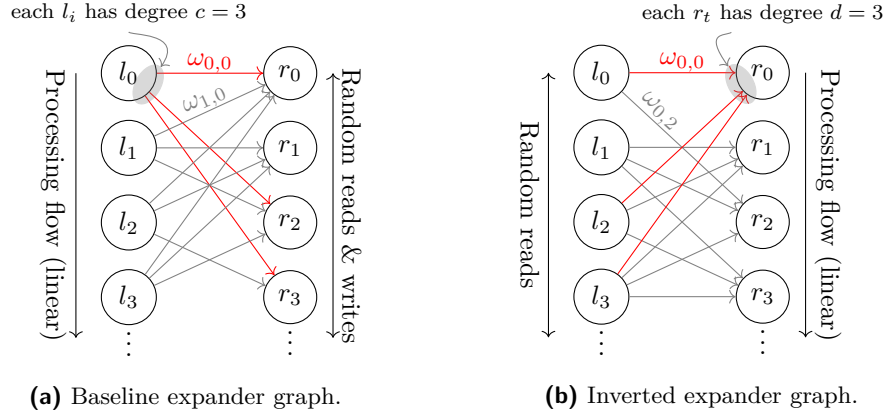 each l_i has degree c = 3
Processing flow (linear)
l_0
l_1
l_2
l_3
⋮
ω_{0,0}
ω_{1,0}
r_0
r_1
r_2
r_3
⋮
Random reads & writes
(a) Baseline expander graph.
each r_t has degree d = 3
Random reads
l_0
l_1
l_2
l_3
⋮
ω_{0,0}
ω_{0,2}
r_0
r_1
r_2
r_3
⋮
Processing flow (linear)
(b) Inverted expander graph.